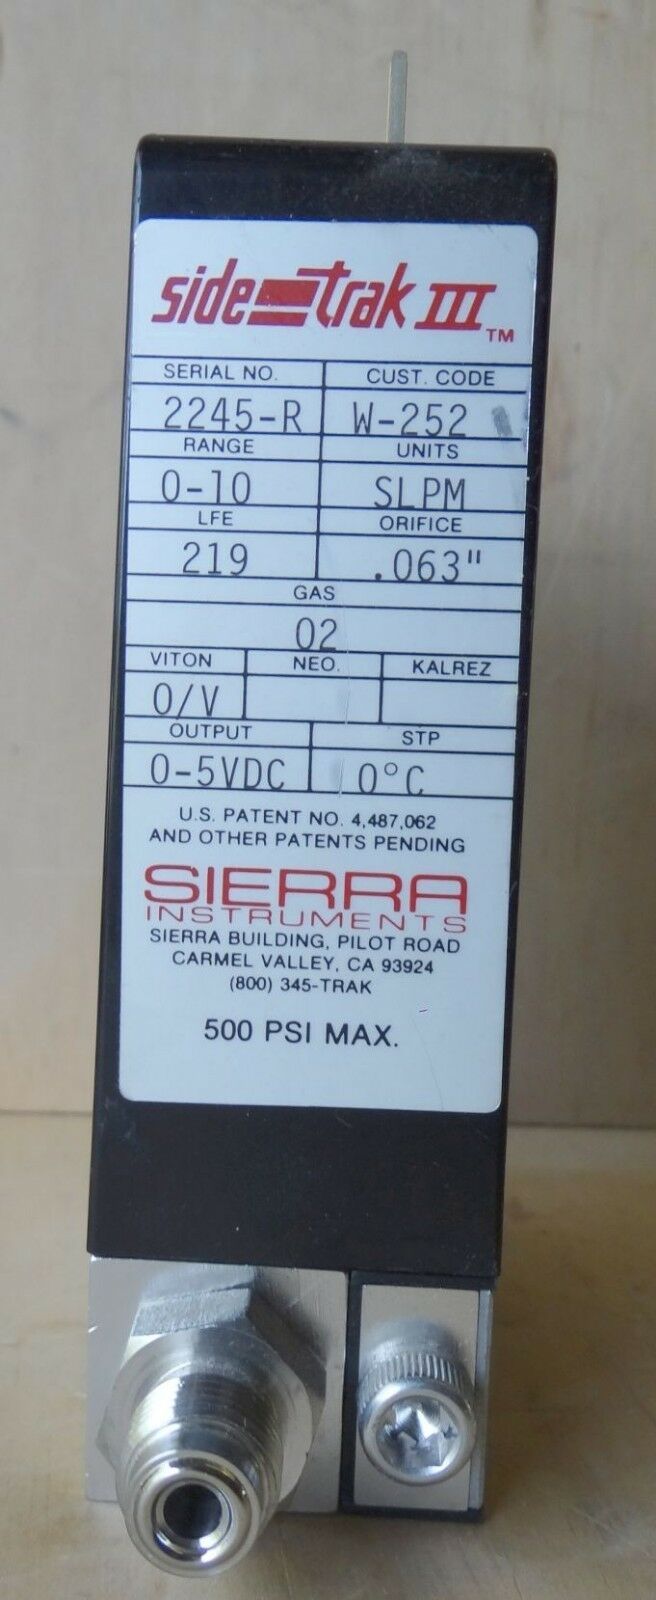 side-trak III TM
SERIAL NO. CUST. CODE
2245-R W-252
RANGE UNITS
0-10 SLPM
LFE ORIFICE
219 .063"
GAS
02
VITON NEO. KALREZ
0/V
OUTPUT STP
0-5VDC 0°C
U.S. PATENT NO. 4,487,062
AND OTHER PATENTS PENDING
SIERRA
INSTRUMENTS
SIERRA BUILDING, PILOT ROAD
CARMEL VALLEY, CA 93924
(800) 345-TRAK
500 PSI MAX.